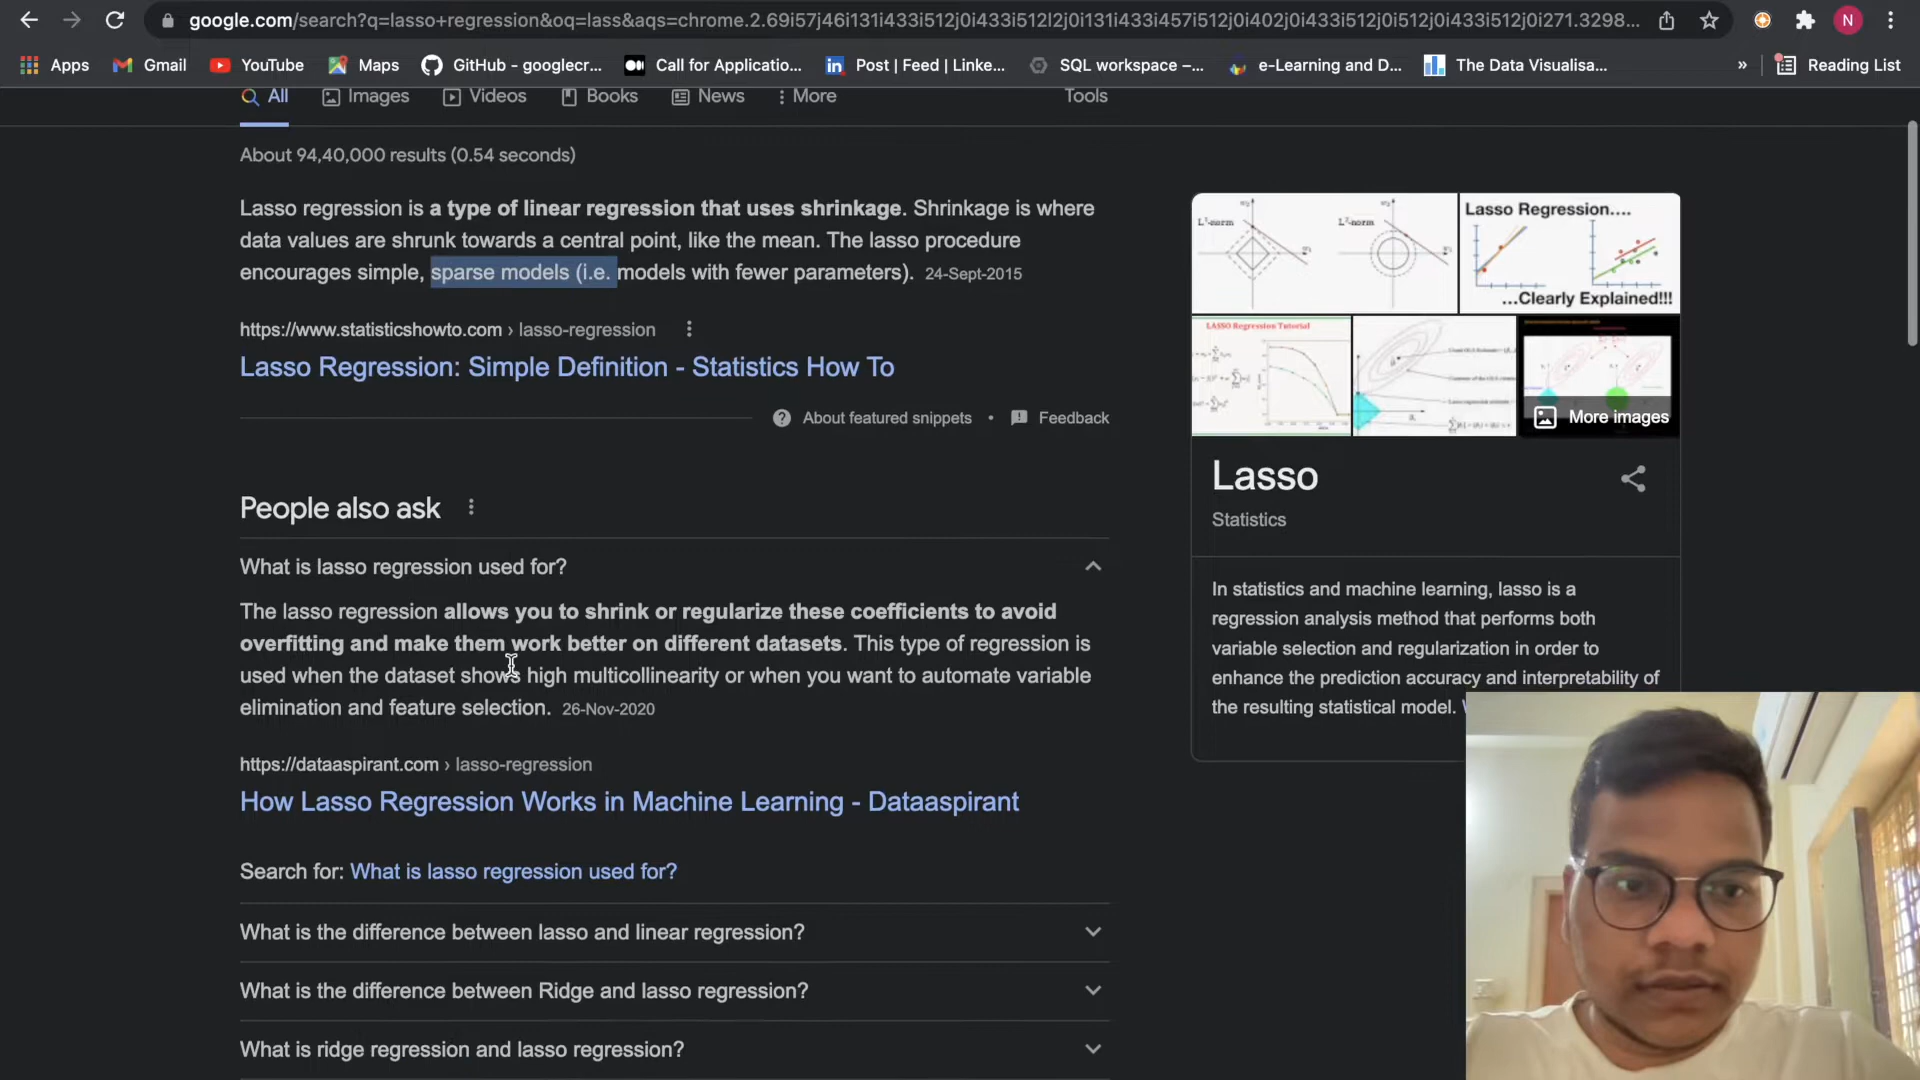 google.com/search?q=lasso+regression&oq=lass&aqs=chrome.2.69i57j46i131i433i512j0i433i512l2j0i131i433i457i512j0i402j0i433i512j0i512j0i433i512j0i271.3298...
N
Apps Gmail YouTube Maps GitHub - googlecr... Call for Applicatio... Post | Feed | Linke... SQL workspace –... e-Learning and D... The Data Visualisa... » Reading List
All Images Videos Books News More Tools
About 94,40,000 results (0.54 seconds)
Lasso regression is a type of linear regression that uses shrinkage. Shrinkage is where
data values are shrunk towards a central point, like the mean. The lasso procedure
encourages simple, sparse models (i.e. models with fewer parameters). 24-Sept-2015
https://www.statisticshowto.com › lasso-regression
Lasso Regression: Simple Definition - Statistics How To
About featured snippets • Feedback
People also ask
What is lasso regression used for?
The lasso regression allows you to shrink or regularize these coefficients to avoid
overfitting and make them work better on different datasets. This type of regression is
used when the dataset shows high multicollinearity or when you want to automate variable
elimination and feature selection. 26-Nov-2020
https://dataaspirant.com › lasso-regression
How Lasso Regression Works in Machine Learning - Dataaspirant
Search for: What is lasso regression used for?
What is the difference between lasso and linear regression?
What is the difference between Ridge and lasso regression?
What is ridge regression and lasso regression?
L¹-norm
L²-norm
Lasso Regression....
...Clearly Explained!!!
LASSO Regression Tutorial
More images
Lasso
Statistics
In statistics and machine learning, lasso is a
regression analysis method that performs both
variable selection and regularization in order to
enhance the prediction accuracy and interpretability of
the resulting statistical model.